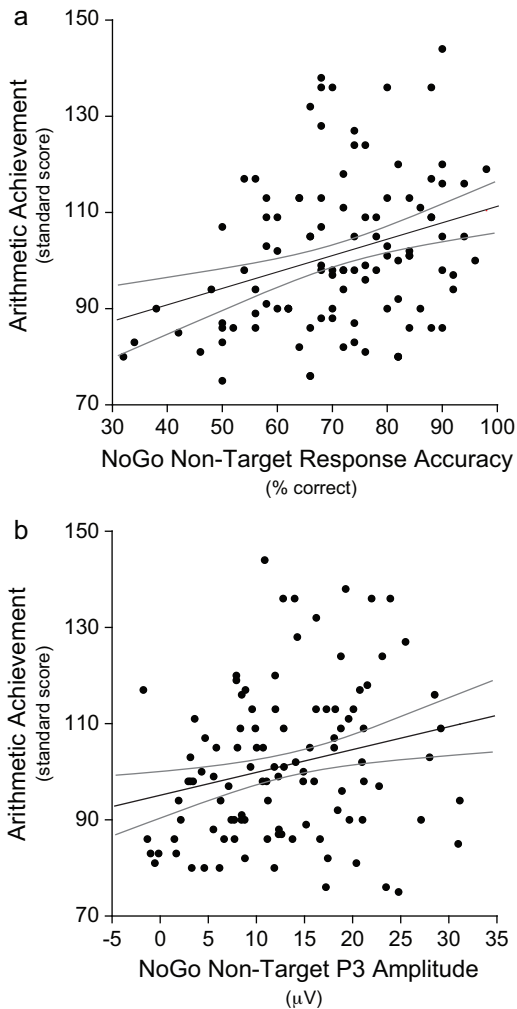 a
150
130
110
90
70
Arithmetic Achievement
(standard score)
30 40 50 60 70 80 90 100
NoGo Non-Target Response Accuracy
(% correct)
b
150
130
110
90
70
Arithmetic Achievement
(standard score)
-5 0 5 10 15 20 25 30 35
NoGo Non-Target P3 Amplitude
(μV)